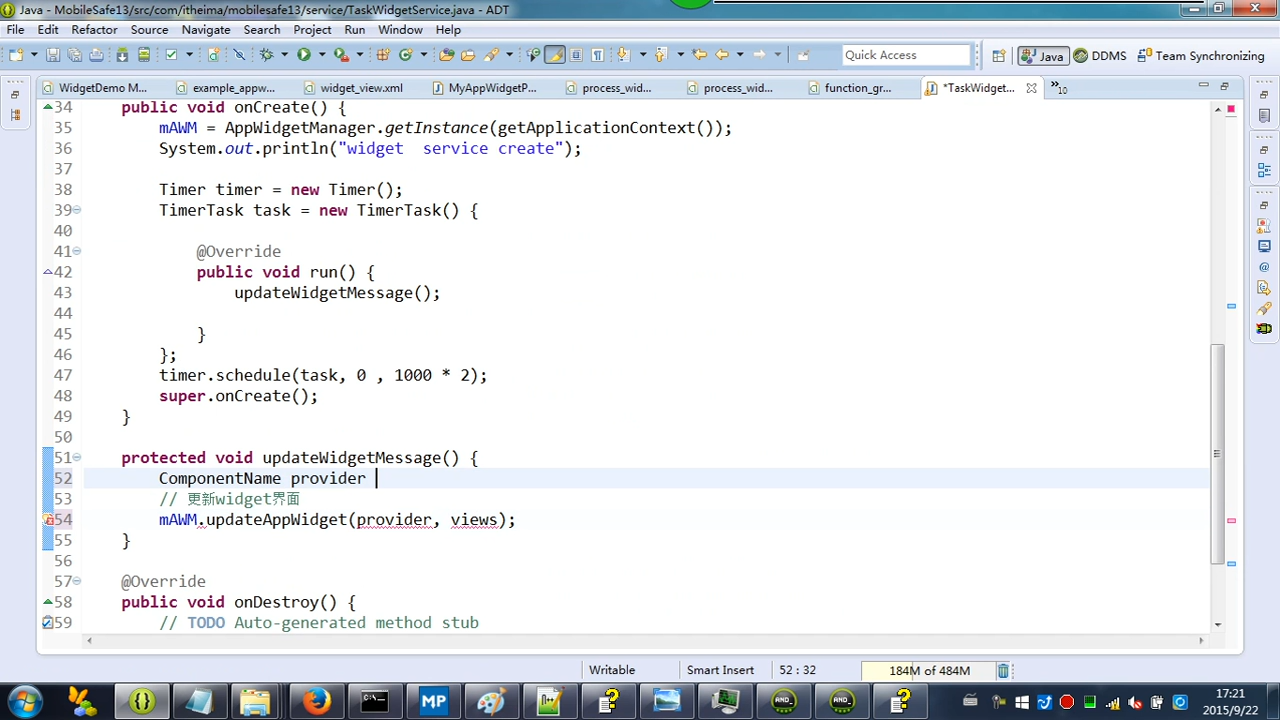 Java - MobileSafe13/src/com/itheima/mobilesafe13/service/TaskWidgetService.java - ADT
File Edit Refactoring Source Navigate Search Project Run Window Help
Quick Access Java DDMS Team Synchronizing
WidgetDemo M... example_appw... widget_view.xml MyAppWidgetP... process_wid... process_wid... function_gr... *TaskWidget... »10
34 public void onCreate() {
35 mAWM = AppWidgetManager.getInstance(getApplicationContext());
36 System.out.println("widget  service create");
37
38 Timer timer = new Timer();
39 TimerTask task = new TimerTask() {
40
41 @Override
42 public void run() {
43 updateWidgetMessage();
44
45 }
46 };
47 timer.schedule(task, 0 , 1000 * 2);
48 super.onCreate();
49 }
50
51 protected void updateWidgetMessage() {
52 ComponentName provider
53 // 更新widget界面
54 mAWM.updateAppWidget(provider, views);
55 }
56
57 @Override
58 public void onDestroy() {
59 // TODO Auto-generated method stub
Writable Smart Insert 52 : 32 184M of 484M
MP
17:21
2015/9/22